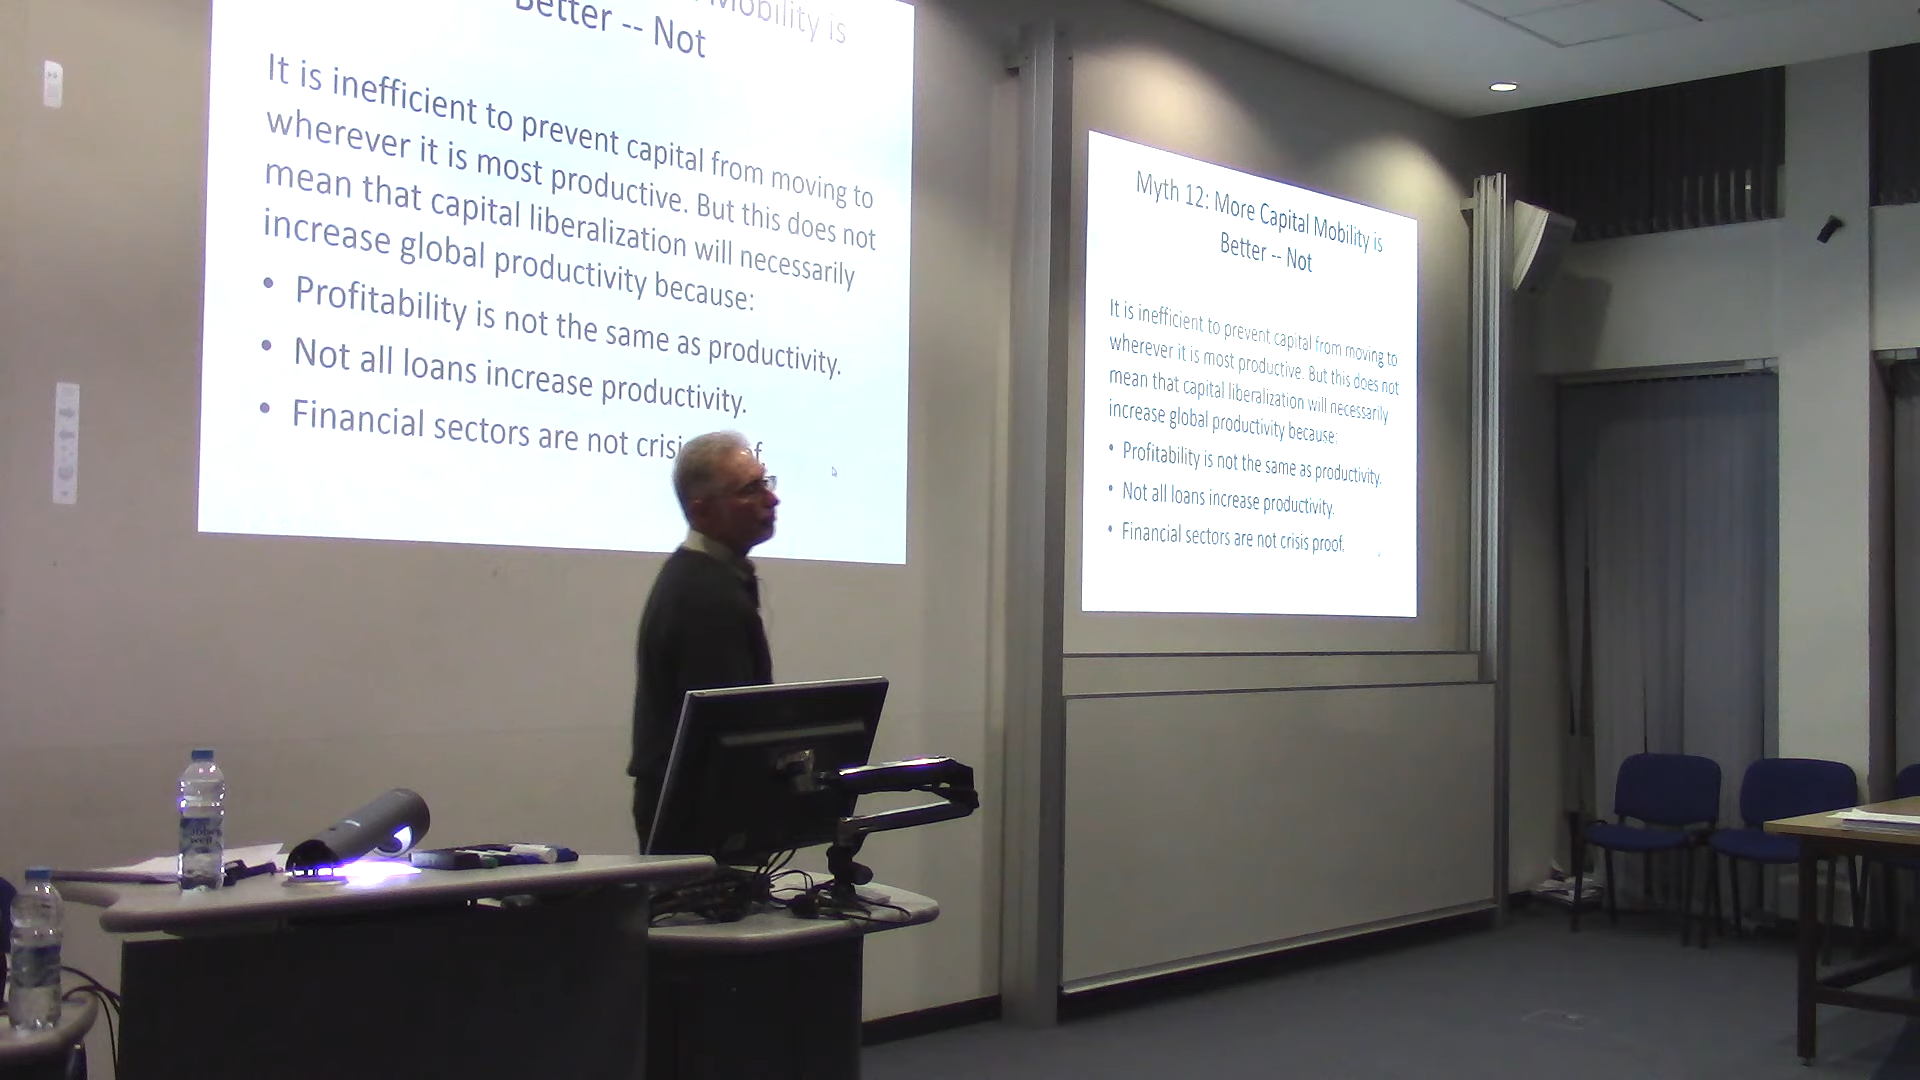 Better -- Not
It is inefficient to prevent capital from moving to
wherever it is most productive. But this does not
mean that capital liberalization will necessarily
increase global productivity because:
• Profitability is not the same as productivity.
• Not all loans increase productivity.
• Financial sectors are not crisi f
Myth 12: More Capital Mobility is
Better -- Not
It is inefficient to prevent capital from moving to
wherever it is most productive. But this does not
mean that capital liberalization will necessarily
increase global productivity because:
• Profitability is not the same as productivity.
• Not all loans increase productivity.
• Financial sectors are not crisis proof.